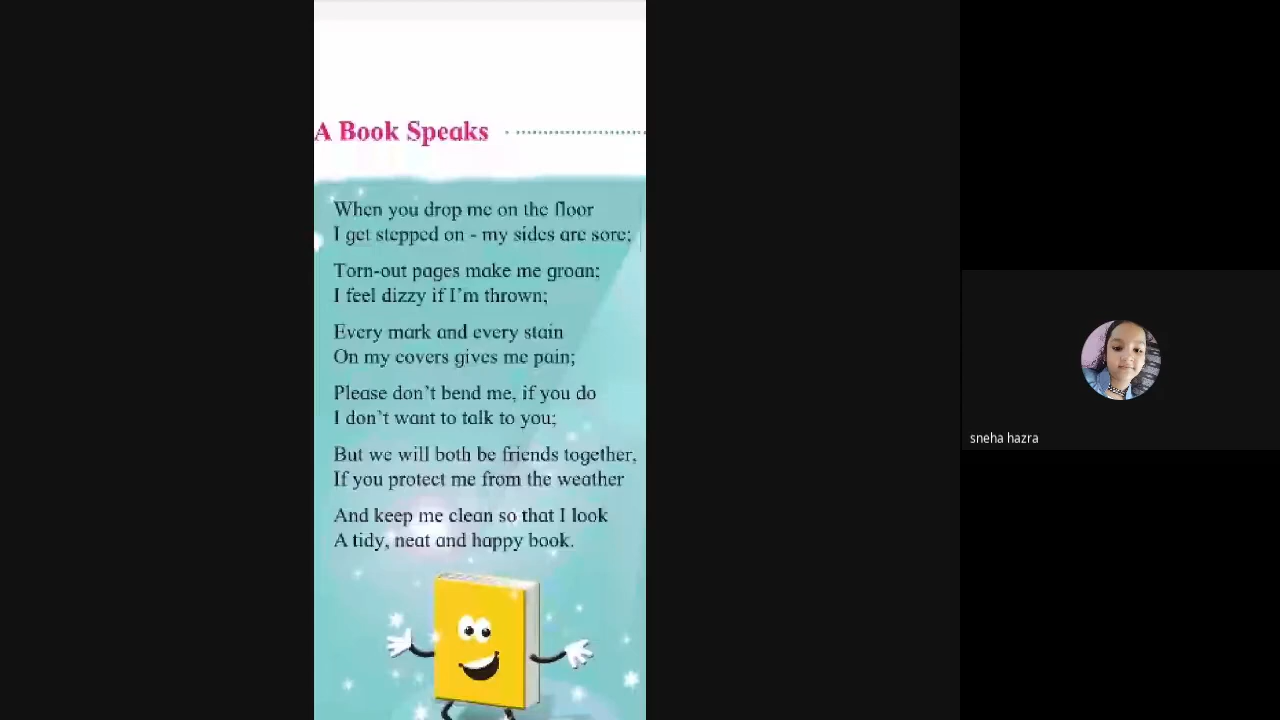 A Book Speaks
When you drop me on the floor
I get stepped on - my sides are sore;
Torn-out pages make me groan;
I feel dizzy if I'm thrown;
Every mark and every stain
On my covers gives me pain;
Please don't bend me, if you do
I don't want to talk to you;
But we will both be friends together,
If you protect me from the weather
And keep me clean so that I look
A tidy, neat and happy book.
sneha hazra